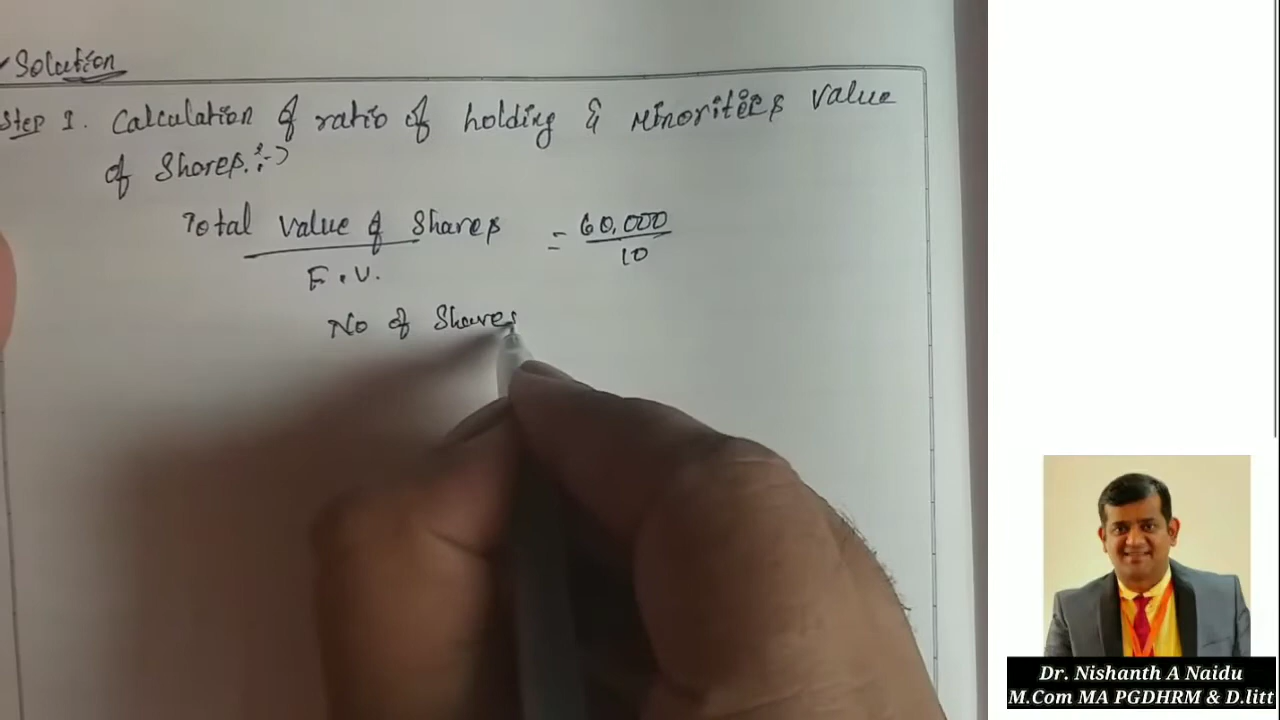 Solution
Step 1. Calculation of ratio of holding & Minorities value
of Shares :-
Total value of Shares = 60,000
F.V. 10
No of Shares
Dr. Nishanth A Naidu
M.Com MA PGDHRM & D.litt